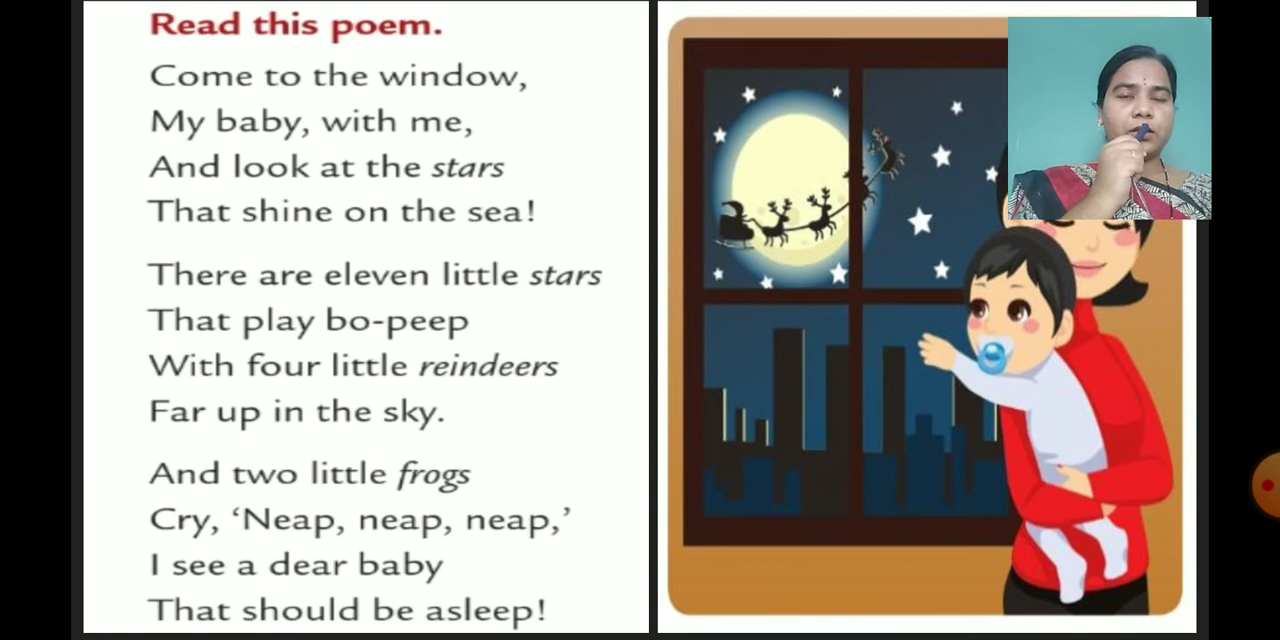 Read this poem.
Come to the window,
My baby, with me,
And look at the stars
That shine on the sea!
There are eleven little stars
That play bo-peep
With four little reindeers
Far up in the sky.
And two little frogs
Cry, ‘Neap, neap, neap,’
I see a dear baby
That should be asleep!